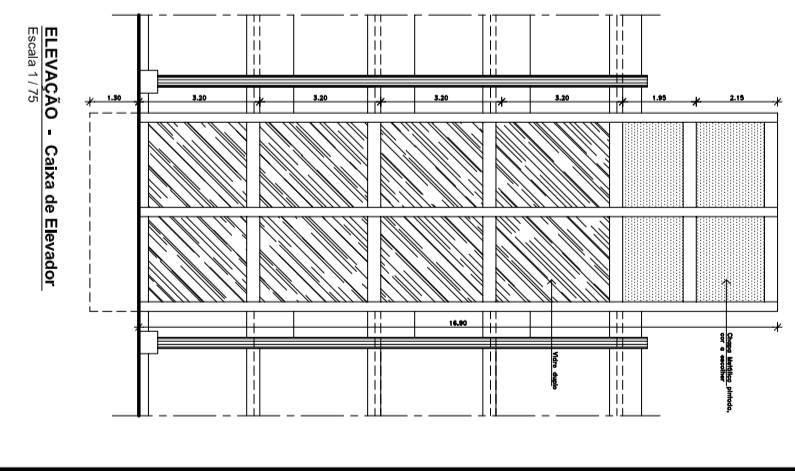 ELEVAÇÃO - Caixa de Elevador
Escala 1 / 75
1.30
3.20
3.20
3.20
3.20
1.95
2.15
16.90
Vidro duplo
Chapa Metálica pintada,
cor a escolher